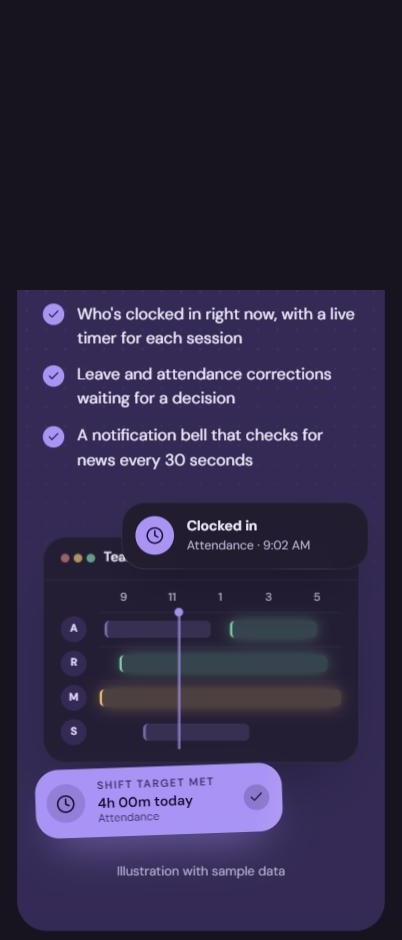 Who's clocked in right now, with a live
timer for each session
Leave and attendance corrections
waiting for a decision
A notification bell that checks for
news every 30 seconds
Clocked in
Attendance · 9:02 AM
9 11 1 3 5
A
R
M
S
SHIFT TARGET MET
4h 00m today
Attendance
Illustration with sample data